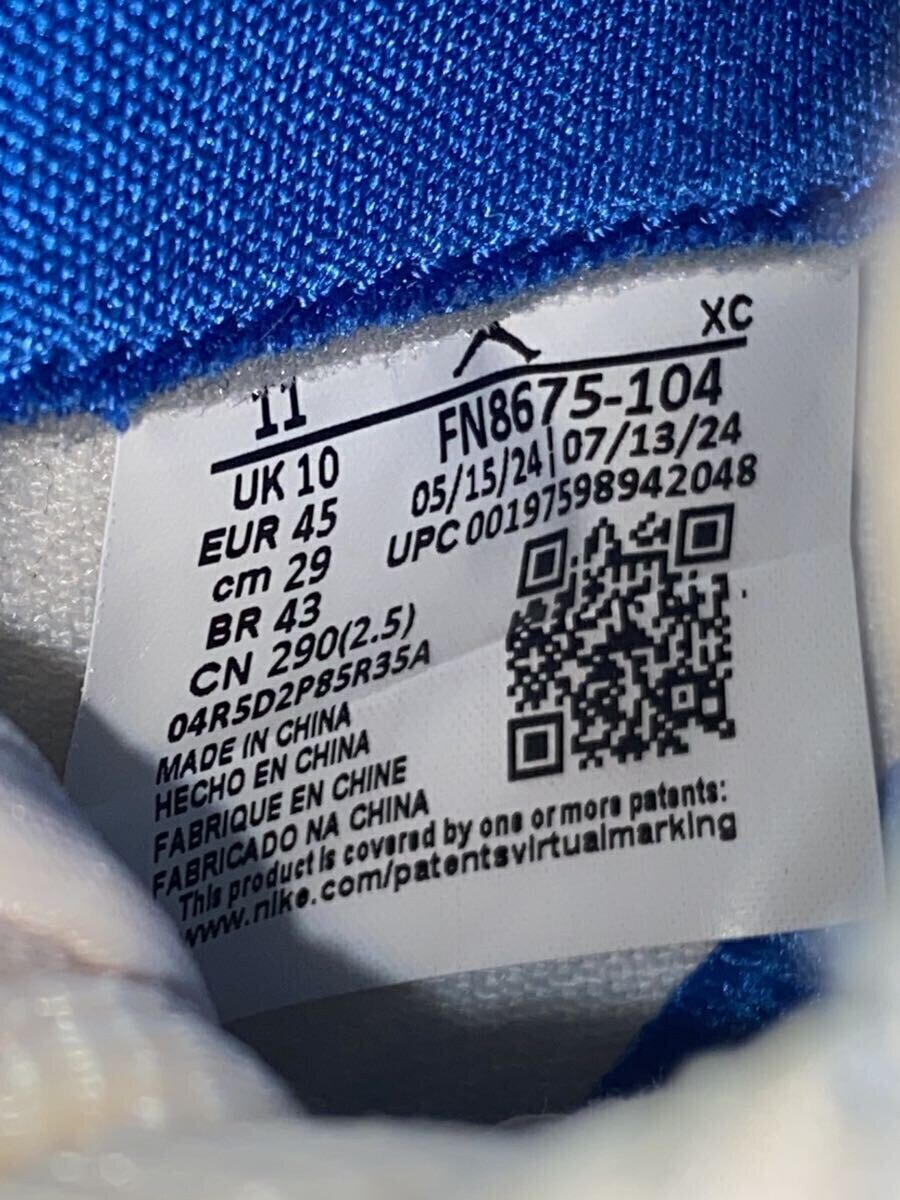 11 XC
UK 10 FN8675-104
EUR 45 05/15/24 | 07/13/24
cm 29 UPC 00197598942048
BR 43
CN 290(2.5)
04R5D2P85R35A
MADE IN CHINA
HECHO EN CHINA
FABRIQUE EN CHINE
FABRICADO NA CHINA
This product is covered by one or more patents:
www.nike.com/patentsvirtualmarking